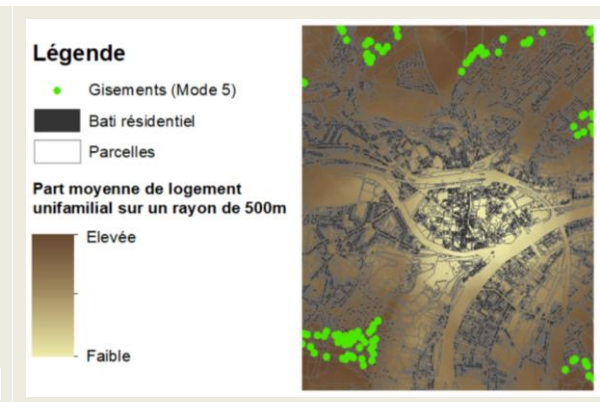 Légende
Gisements (Mode 5)
Bati résidentiel
Parcelles
Part moyenne de logement
unifamilial sur un rayon de 500m
Elevée
Faible